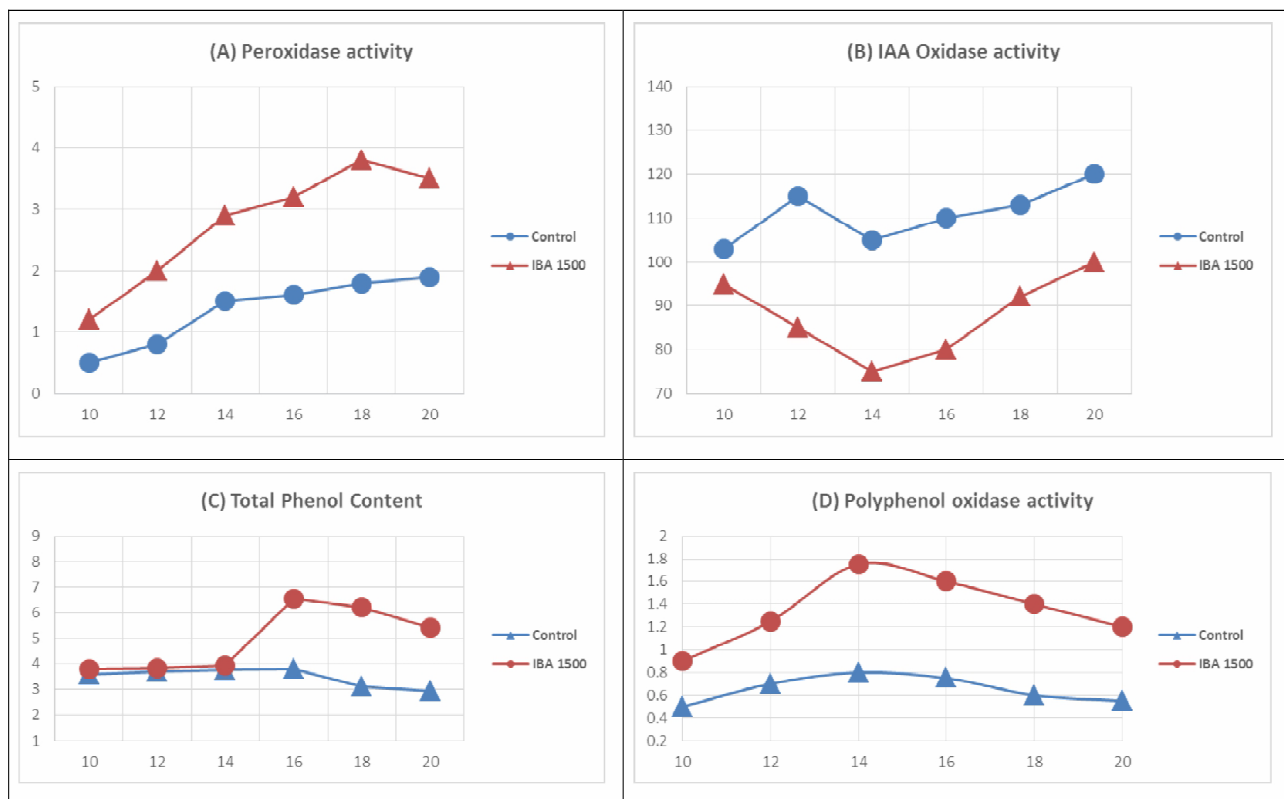 (A) Peroxidase activity
5
4
3
2
1
0
10 12 14 16 18 20
Control
IBA 1500
(B) IAA Oxidase activity
140
130
120
110
100
90
80
70
10 12 14 16 18 20
Control
IBA 1500
(C) Total Phenol Content
9
8
7
6
5
4
3
2
1
10 12 14 16 18 20
Control
IBA 1500
(D) Polyphenol oxidase activity
2
1.8
1.6
1.4
1.2
1
0.8
0.6
0.4
0.2
10 12 14 16 18 20
Control
IBA 1500